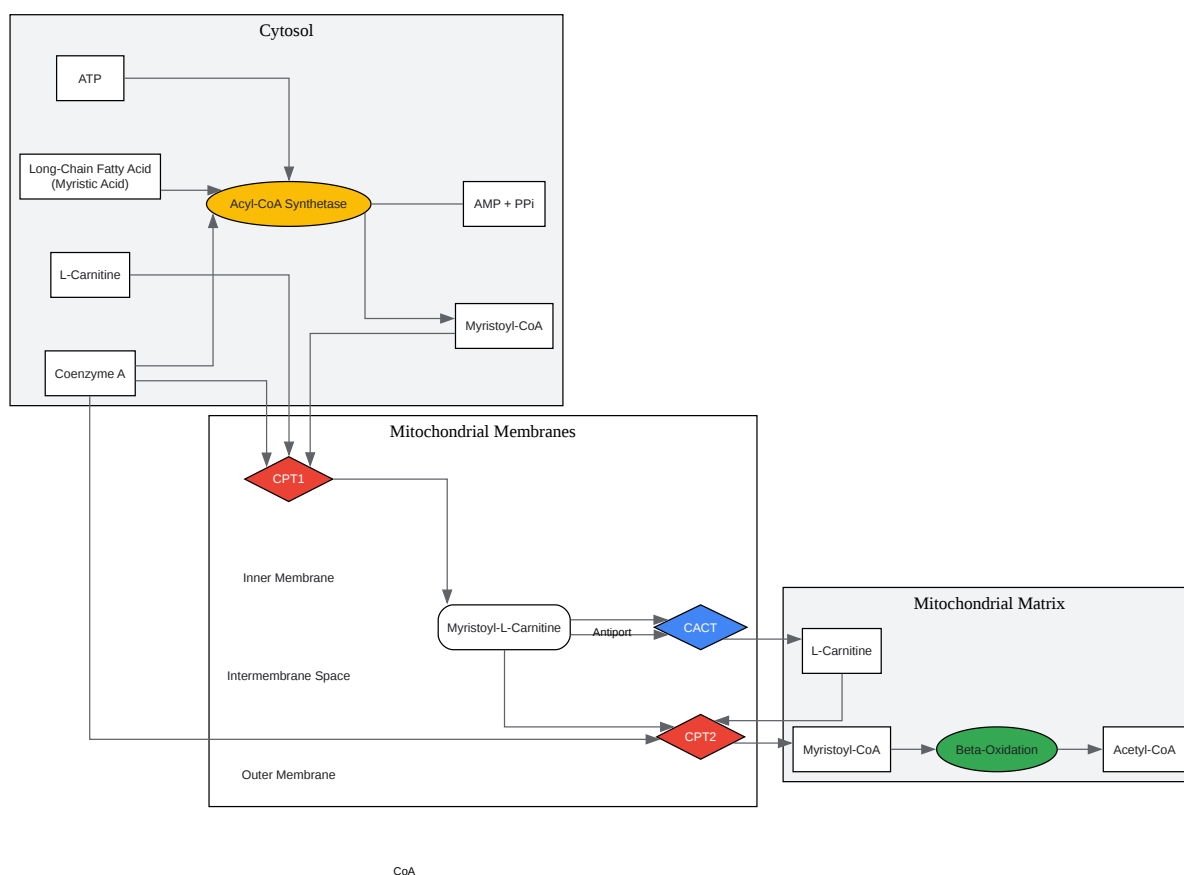 Cytosol
ATP
Long-Chain Fatty Acid
(Myristic Acid)
Acyl-CoA Synthetase
AMP + PPi
L-Carnitine
Myristoyl-CoA
Coenzyme A
Mitochondrial Membranes
CPT1
Inner Membrane
Myristoyl-L-Carnitine
Antiport
CACT
Intermembrane Space
CPT2
Outer Membrane
Mitochondrial Matrix
L-Carnitine
Myristoyl-CoA
Beta-Oxidation
Acetyl-CoA
CoA